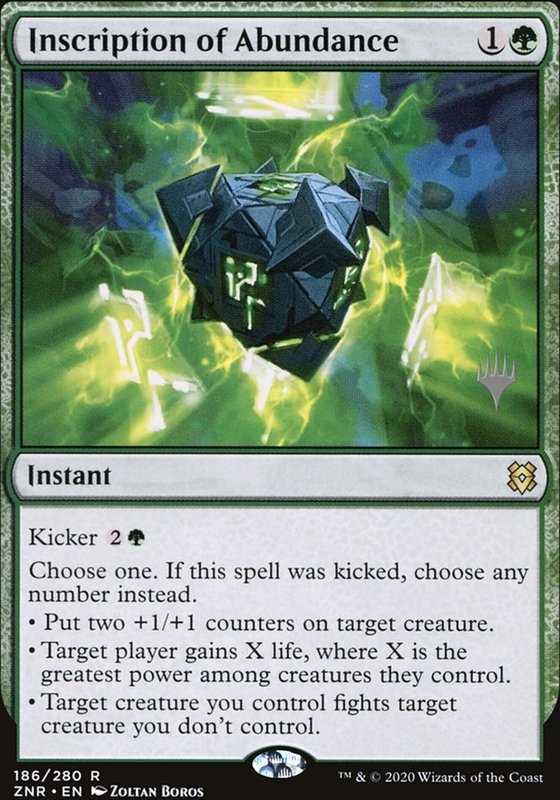 Inscription of Abundance 1
Instant
Kicker 2
Choose one. If this spell was kicked, choose any
number instead.
• Put two +1/+1 counters on target creature.
• Target player gains X life, where X is the
greatest power among creatures they control.
• Target creature you control fights target
creature you don't control.
186/280 R
ZNR • EN Zoltan Boros
™ & © 2020 Wizards of the Coast